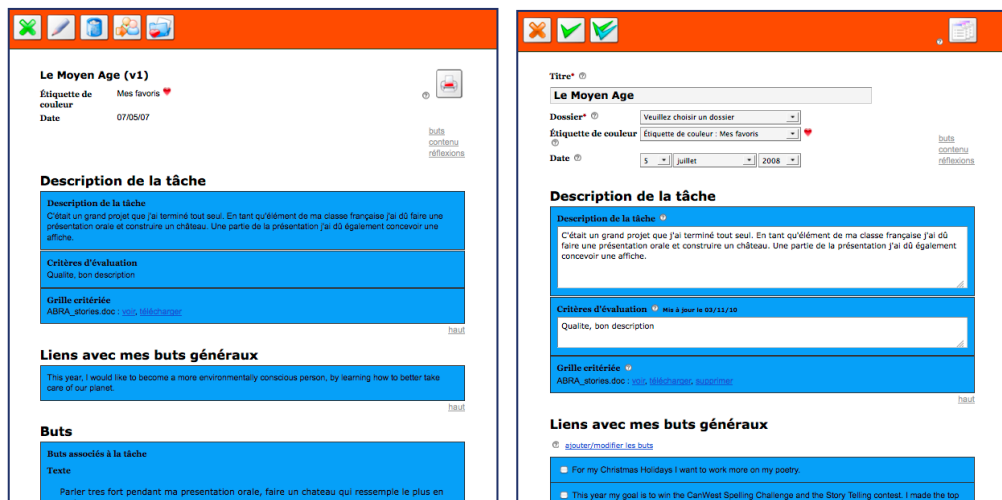 Le Moyen Age (v1)
Étiquette de couleur Mes favoris
Date 07/05/07
buts
contenu
réflexions
Description de la tâche
Description de la tâche
C'était un grand projet que j'ai terminé tout seul. En tant qu'élément de ma classe française j'ai dû faire une
présentation orale et construire un château. Une partie de la présentation j'ai dû également concevoir une
affiche.
Critères d'évaluation
Qualite, bon description
Grille critériée
ABRA_stories.doc : voir, télécharger
haut
Liens avec mes buts généraux
This year, I would like to become a more environmentally conscious person, by learning how to better take
care of our planet.
haut
Buts
Buts associés à la tâche
Texte
Parler tres fort pendant ma presentation orale, faire un chateau qui ressemble le plus en
Titre*
Le Moyen Age
Dossier* Veuillez choisir un dossier
Étiquette de couleur Étiquette de couleur : Mes favoris
Date 5 juillet 2008
buts
contenu
réflexions
Description de la tâche
Description de la tâche
C'était un grand projet que j'ai terminé tout seul. En tant qu'élément de ma classe française j'ai dû
faire une présentation orale et construire un château. Une partie de la présentation j'ai dû également
concevoir une affiche.
Critères d'évaluation Mis à jour le 03/11/10
Qualite, bon description
Grille critériée
ABRA_stories.doc : voir, télécharger, supprimer
haut
Liens avec mes buts généraux
ajouter/modifier les buts
For my Christmas Holidays I want to work more on my poetry.
This year my goal is to win the CanWest Spelling Challenge and the Story Telling contest. I made the top